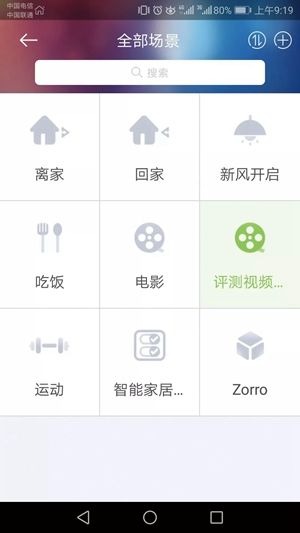 中国电信
中国联通
80% 上午9:19
全部场景
搜索
离家
回家
新风开启
吃饭
电影
评测视频...
运动
智能家居...
Zorro